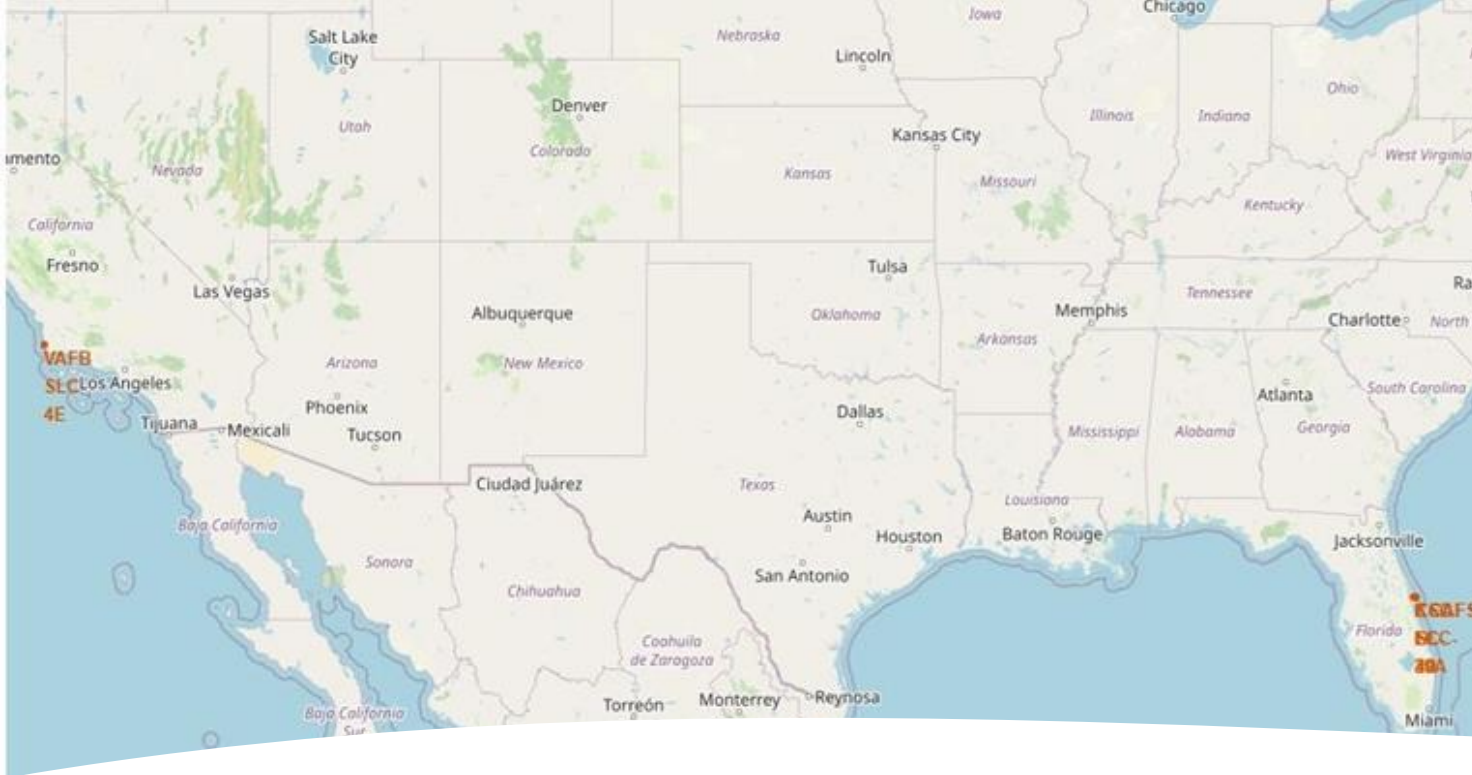 Chicago
Iowa
Salt Lake
City
Nebraska
Lincoln
Ohio
Denver
Illinois
Indiana
Utah
Kansas City
Colorado
West Virginia
Nevada
Kansas
Missouri
Kentucky
California
Fresno
Tulsa
Las Vegas
Tennessee
Albuquerque
Oklahoma
Memphis
Charlotte
North
Arkansas
VAFB
SLC
4E
Los Angeles
Arizona
New Mexico
Atlanta
South Carolina
Phoenix
Dallas
Tijuana
Mexicali
Tucson
Mississippi
Alabama
Georgia
Ciudad Juárez
Texas
Louisiana
Austin
Baja California
Houston
Baton Rouge
Jacksonville
Sonora
San Antonio
Chihuahua
Florida
Coahuila
de Zaragoza
Torreón
Monterrey
Reynosa
Baja California
Sur
Miami